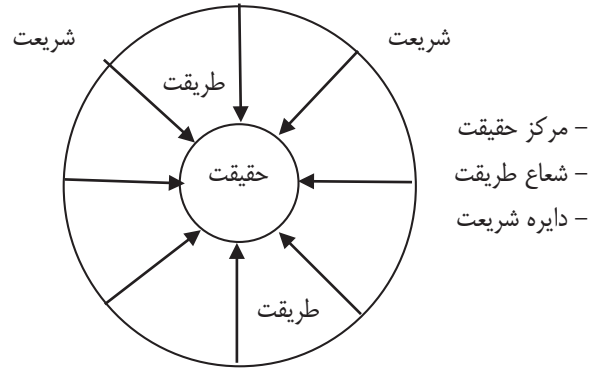 شریعت
شریعت
طریقت
حقیقت
طریقت
– مرکز حقیقت
– شعاع طریقت
– دایره شریعت